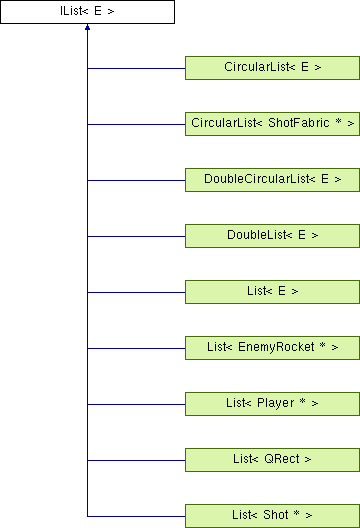 IList< E >
CircularList< E >
CircularList< ShotFabric * >
DoubleCircularList< E >
DoubleList< E >
List< E >
List< EnemyRocket * >
List< Player * >
List< QRect >
List< Shot * >